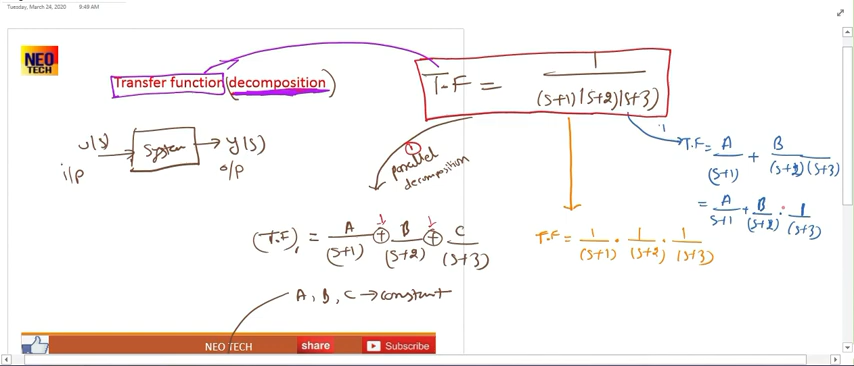 Tuesday, March 24, 2020 9:49 AM
NEO
TECH
Transfer function (decomposition)
T.F = 1/((s+1)(s+2)(s+3))
u(s) → System → y(s)
i/p o/p
① parallel
decomposition
(T.F)₁ = A/(s+1) + B/(s+2) + C/(s+3)
A, B, C → constant
T.F = 1/(s+1) · 1/(s+2) · 1/(s+3)
T.F = A/(s+1) + B/((s+2)(s+3))
= A/(s+1) + B/(s+2) · 1/(s+3)
NEO TECH share Subscribe